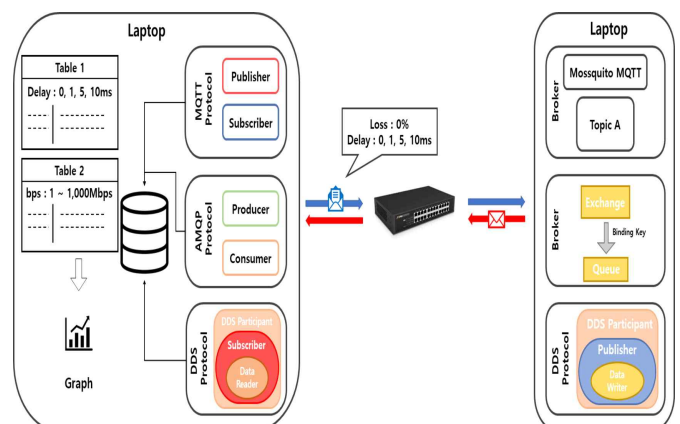 Laptop
Table 1
Delay : 0, 1, 5, 10ms
Table 2
bps : 1 ~ 1,000Mbps
Graph
MQTT
Protocol
Publisher
Subscriber
AMQP
Protocol
Producer
Consumer
DDS
Protocol
DDS Participant
Subscriber
Data
Reader
Loss : 0%
Delay : 0, 1, 5, 10ms
Laptop
Broker
Mossquito MQTT
Topic A
Broker
Exchange
Binding Key
Queue
DDS
Protocol
DDS Participant
Publisher
Data
Writer